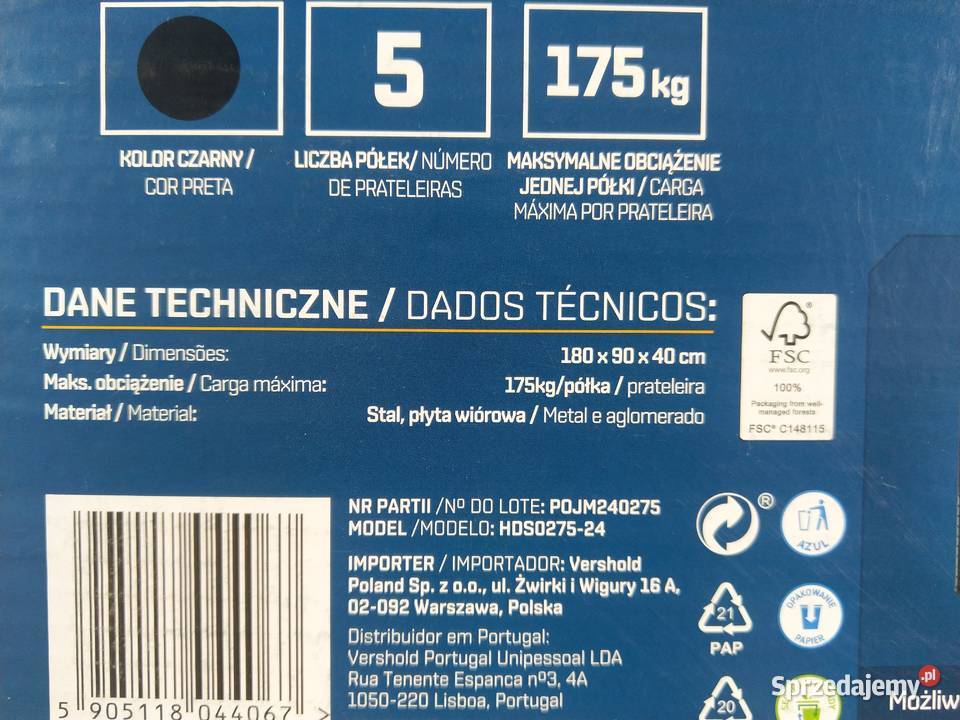 5
175 kg
KOLOR CZARNY /
COR PRETA
LICZBA PÓŁEK/ NÚMERO
DE PRATELEIRAS
MAKSYMALNE OBCIĄŻENIE
JEDNEJ PÓŁKI / CARGA
MÁXIMA POR PRATELEIRA
DANE TECHNICZNE / DADOS TÉCNICOS:
Wymiary / Dimensões: 180 x 90 x 40 cm
Maks. obciążenie / Carga máxima: 175kg/półka / prateleira
Materiał / Material: Stal, płyta wiórowa / Metal e aglomerado
®
FSC
www.fsc.org
100%
Packaging from well-
managed forests
FSC® C148115
NR PARTII /Nº DO LOTE: POJM240275
MODEL /MODELO: HDS0275-24
IMPORTER / IMPORTADOR: Vershold
Poland Sp. z o.o., ul. Żwirki i Wigury 16 A,
02-092 Warszawa, Polska
Distribuidor em Portugal:
Vershold Portugal Unipessoal LDA
Rua Tenente Espanca nº3, 4A
1050-220 Lisboa, Portugal
5 905118 044067 >
®
AZUL
21
PAP
OPAKOWANIE
PAPIER
20
Sprzedajemy.pl
Możliw